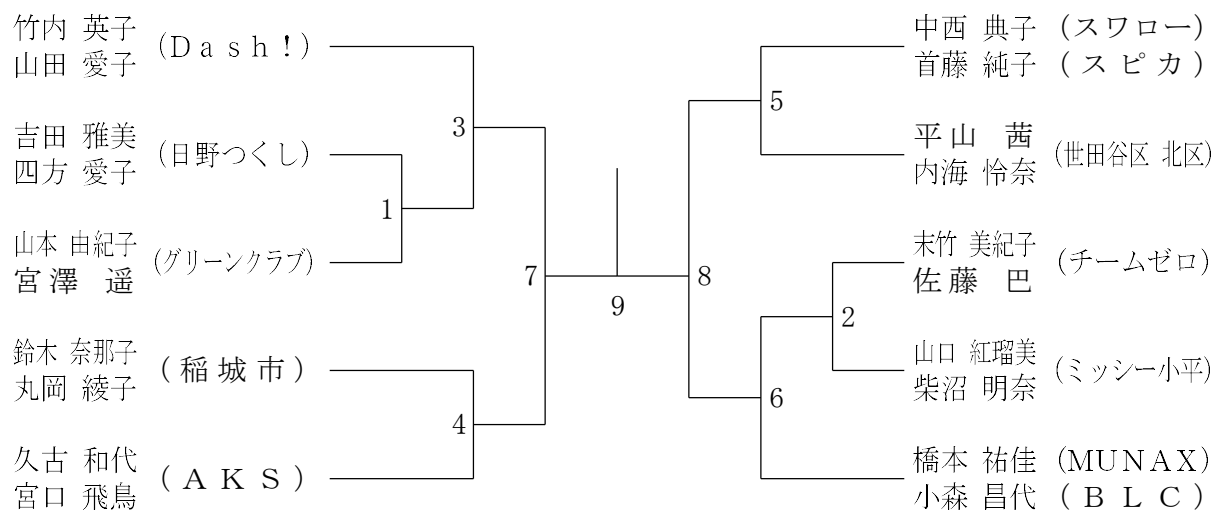 竹内 英子
山田 愛子
(Dash!)
吉田 雅美
四方 愛子
(日野つくし)
山本 由紀子
宮澤 遥
(グリーンクラブ)
鈴木 奈那子
丸岡 綾子
(稲城市)
久古 和代
宮口 飛鳥
(AKS)
3
1
4
7
9
8
5
2
6
中西 典子 (スワロー)
首藤 純子 (スピカ)
平山 茜
内海 怜奈
(世田谷区 北区)
末竹 美紀子
佐藤 巴
(チームゼロ)
山口 紅瑠美
柴沼 明奈
(ミッシー小平)
橋本 祐佳 (MUNAX)
小森 昌代 (BLC)